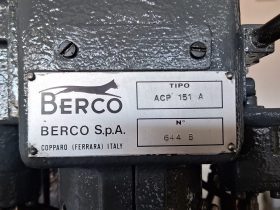 BERCO
BERCO S.p.A.
COPPARO (FERRARA) ITALY
TIPO
ACP 151 A
N°
644 B